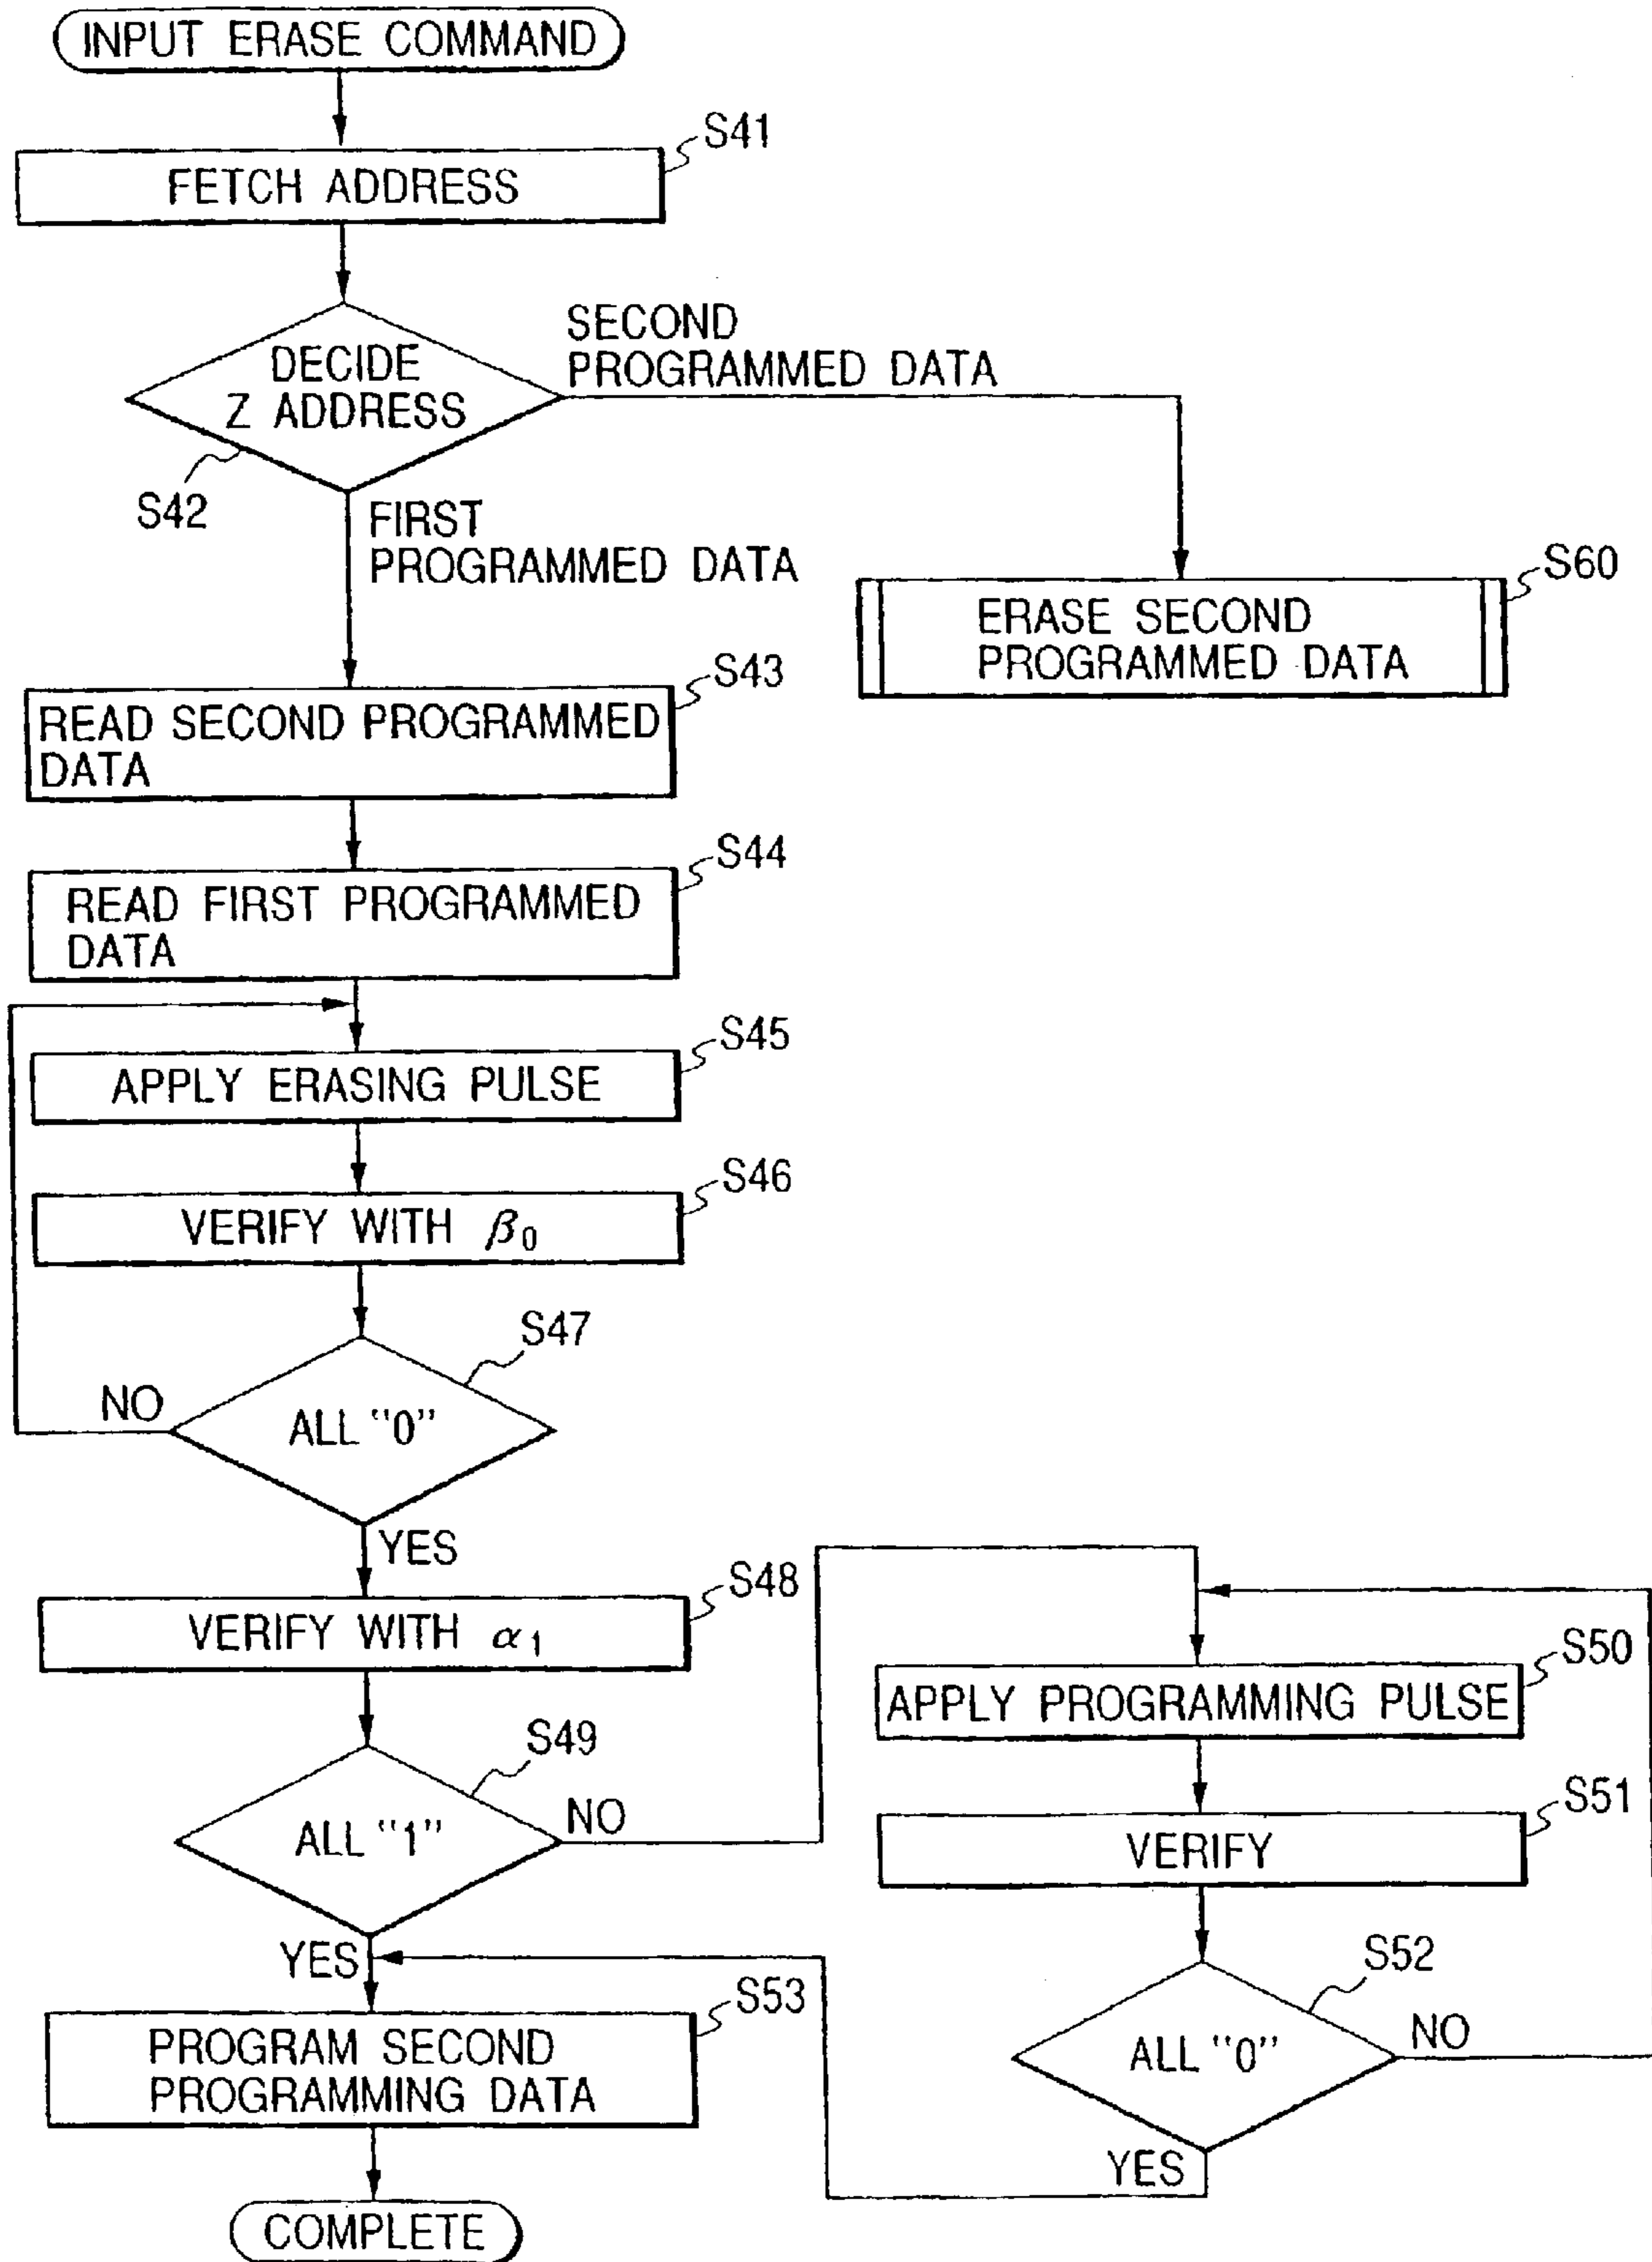 INPUT ERASE COMMAND
S41
FETCH ADDRESS
DECIDE
Z ADDRESS
S42
SECOND
PROGRAMMED DATA
FIRST
PROGRAMMED DATA
S60
ERASE SECOND
PROGRAMMED DATA
S43
READ SECOND PROGRAMMED
DATA
S44
READ FIRST PROGRAMMED
DATA
S45
APPLY ERASING PULSE
S46
VERIFY WITH β₀
S47
ALL "0"
NO
YES
S48
VERIFY WITH α₁
S49
ALL "1"
NO
YES
S50
APPLY PROGRAMMING PULSE
S51
VERIFY
S52
ALL "0"
NO
YES
S53
PROGRAM SECOND
PROGRAMMING DATA
COMPLETE